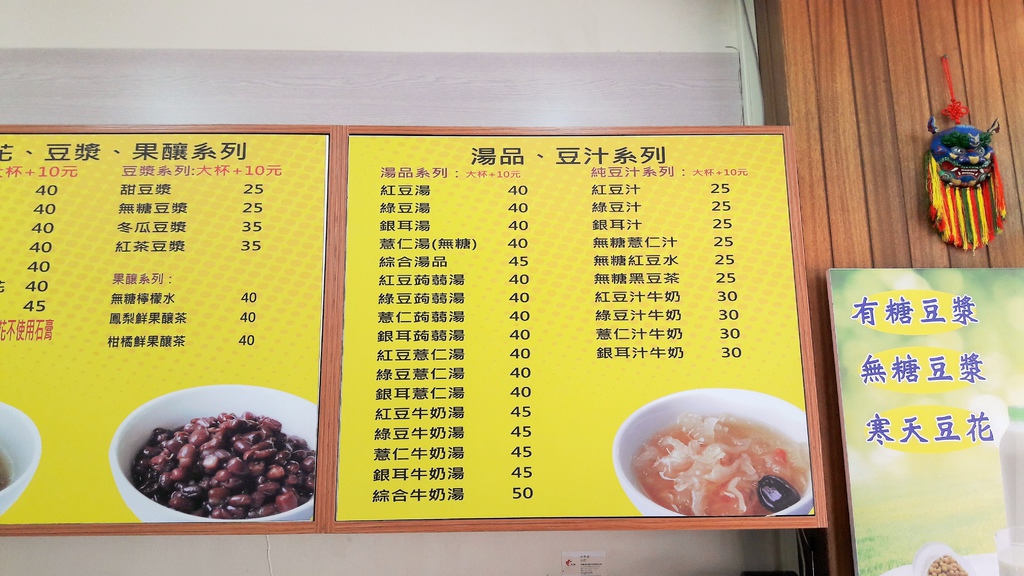 花、豆漿、果釀系列
大杯+10元
40
40
40
40
40
花 40
45
花不使用石膏
豆漿系列:大杯+10元
甜豆漿 25
無糖豆漿 25
冬瓜豆漿 35
紅茶豆漿 35
果釀系列：
無糖檸檬水 40
鳳梨鮮果釀茶 40
柑橘鮮果釀茶 40
湯品、豆汁系列
湯品系列：大杯+10元
紅豆湯 40
綠豆湯 40
銀耳湯 40
薏仁湯(無糖) 40
綜合湯品 45
紅豆蒟蒻湯 40
綠豆蒟蒻湯 40
薏仁蒟蒻湯 40
銀耳蒟蒻湯 40
紅豆薏仁湯 40
綠豆薏仁湯 40
銀耳薏仁湯 40
紅豆牛奶湯 45
綠豆牛奶湯 45
薏仁牛奶湯 45
銀耳牛奶湯 45
綜合牛奶湯 50
純豆汁系列：大杯+10元
紅豆汁 25
綠豆汁 25
銀耳汁 25
無糖薏仁汁 25
無糖紅豆水 25
無糖黑豆茶 25
紅豆汁牛奶 30
綠豆汁牛奶 30
薏仁汁牛奶 30
銀耳汁牛奶 30
有糖豆漿
無糖豆漿
寒天豆花